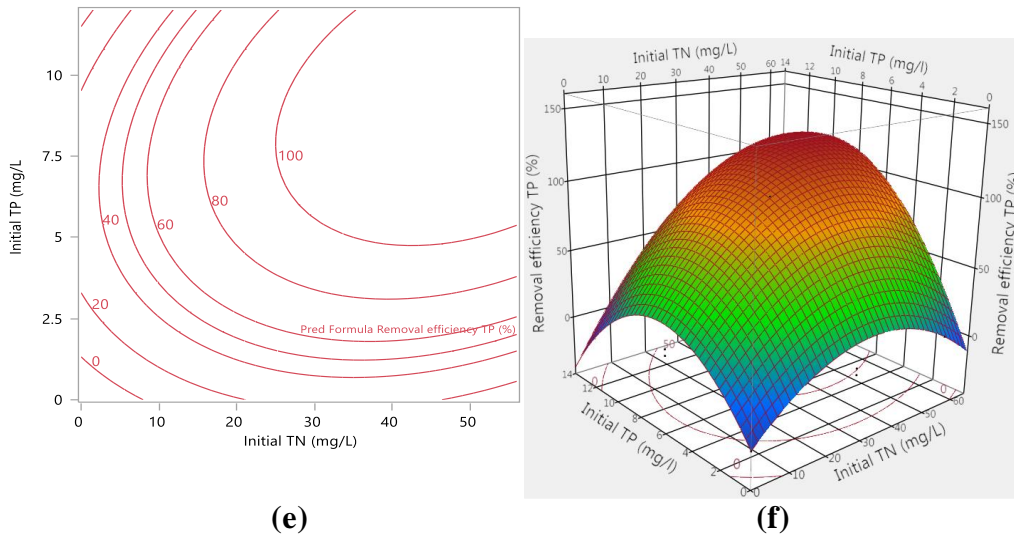 10
7.5
5
2.5
0
Initial TP (mg/L
100
80
60
40
20
0
Pred Formula Removal efficiency TP (%)
0 10 20 30 40 50
Initial TN (mg/L)
(e)
Initial TN (mg/L)
0 10 20 30 40 50 60
Initial TP (mg/l)
14 12 10 8 6 4 2 0
150
100
50
0
Removal efficiency TP (%)
150
100
50
0
Removal efficiency TP (%)
50
0
0
0
14 12 10 8 6 4 2 0
Initial TP (mg/l)
0 10 20 30 40 50 60
Initial TN (mg/L)
(f)